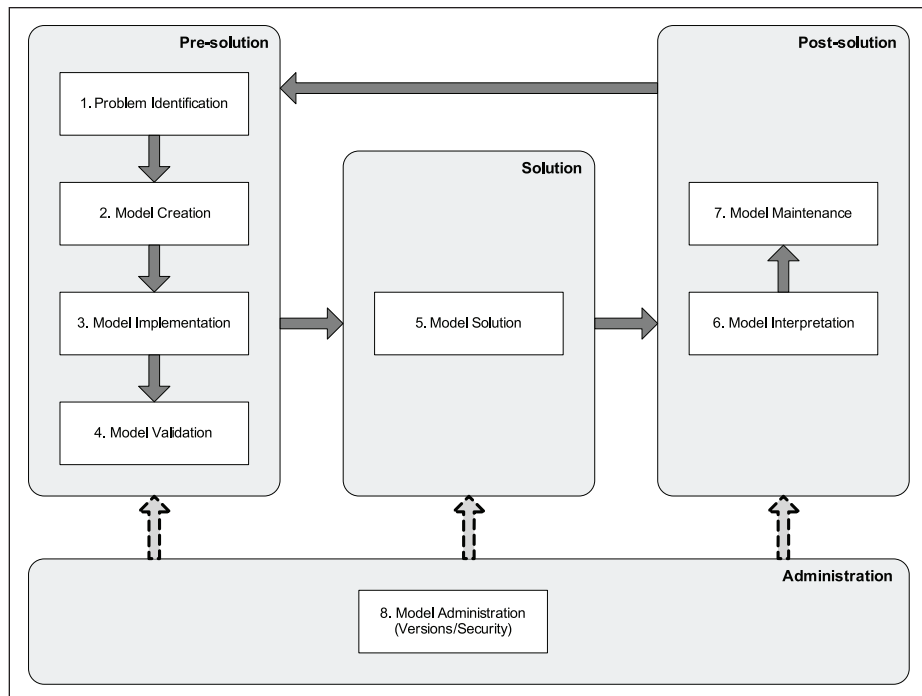 Pre-solution
1. Problem Identification
2. Model Creation
3. Model Implementation
4. Model Validation
Solution
5. Model Solution
Post-solution
7. Model Maintenance
6. Model Interpretation
Administration
8. Model Administration
(Versions/Security)